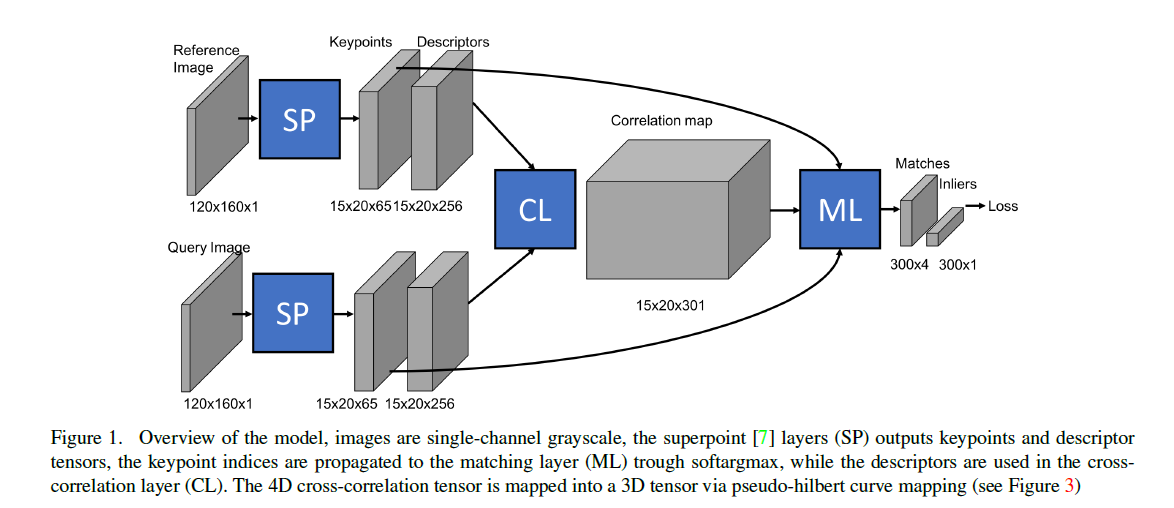 Reference
Image
Keypoints
Descriptors
SP
120x160x1
15x20x65
15x20x256
Correlation map
CL
ML
Matches
Inliers
Loss
300x4
300x1
15x20x301
Query Image
SP
120x160x1
15x20x65
15x20x256
Figure 1. Overview of the model, images are single-channel grayscale, the superpoint [7] layers (SP) outputs keypoints and descriptor
tensors, the keypoint indices are propagated to the matching layer (ML) trough softargmax, while the descriptors are used in the cross-
correlation layer (CL). The 4D cross-correlation tensor is mapped into a 3D tensor via pseudo-hilbert curve mapping (see Figure 3)